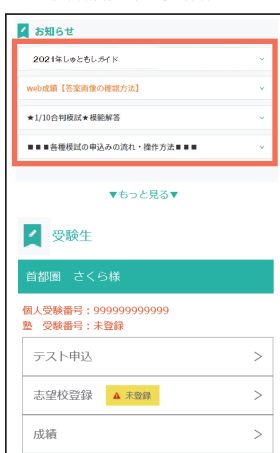 お知らせ
2021年しゅともしガイド
web成績【答案画像の確認方法】
★1/10合判模試★模範解答
■■■各種模試の申込みの流れ・操作方法■■■
▼もっと見る▼
受験生
首都圏 さくら様
個人受験番号：999999999999
塾 受験番号：未登録
テスト申込
志望校登録 未登録
成績